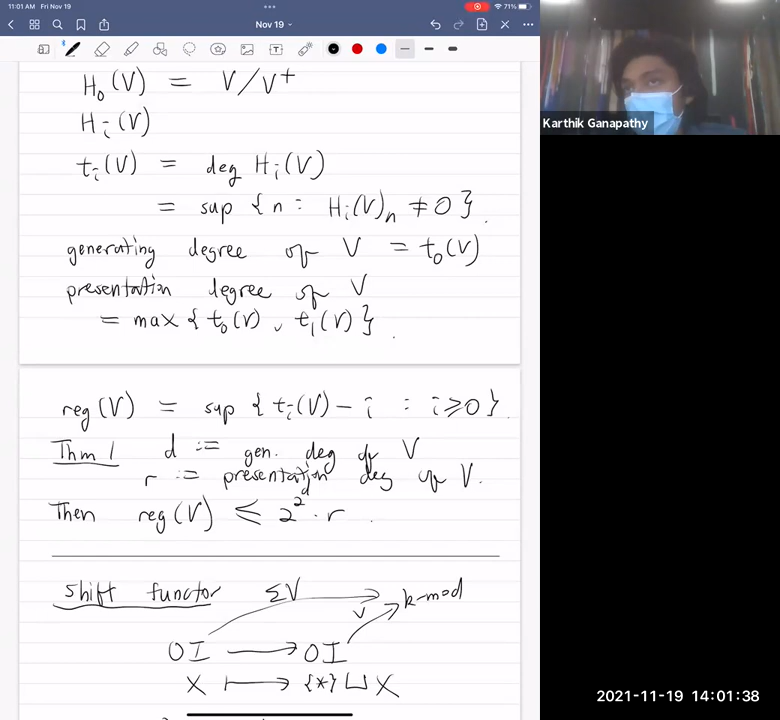 11:01 AM Fri Nov 19
71%
Nov 19
H₀(V) = V/V⁺
Hᵢ(V)
tᵢ(V) = deg Hᵢ(V)
= sup {n : Hᵢ(V)ₙ ≠ 0}.
generating degree of V = t₀(V)
presentation degree of V
= max {t₀(V), t₁(V)}.
reg(V) = sup {tᵢ(V) - i : i ⩾ 0}.
Thm 1 d := gen. deg of V
r := presentation deg of V.
Then reg(V) ≤ 2^{2^d} · r.
Shift functor ΣV
V k-mod
OI → OI
X ↦ {*} ⊔ X
Karthik Ganapathy
2021-11-19 14:01:38